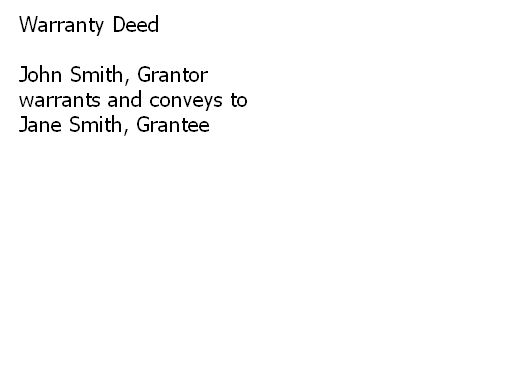 Warranty Deed
John Smith, Grantor
warrants and conveys to
Jane Smith, Grantee